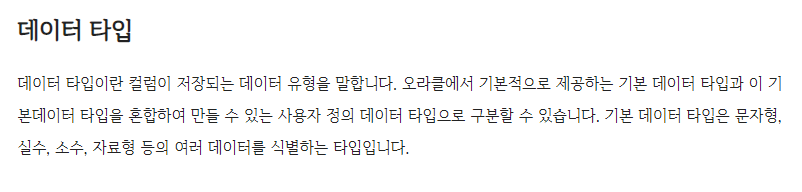 데이터 타입
데이터 타입이란 컬럼이 저장되는 데이터 유형을 말합니다. 오라클에서 기본적으로 제공하는 기본 데이터 타입과 이 기
본데이터 타입을 혼합하여 만들 수 있는 사용자 정의 데이터 타입으로 구분할 수 있습니다. 기본 데이터 타입은 문자형,
실수, 소수, 자료형 등의 여러 데이터를 식별하는 타입입니다.